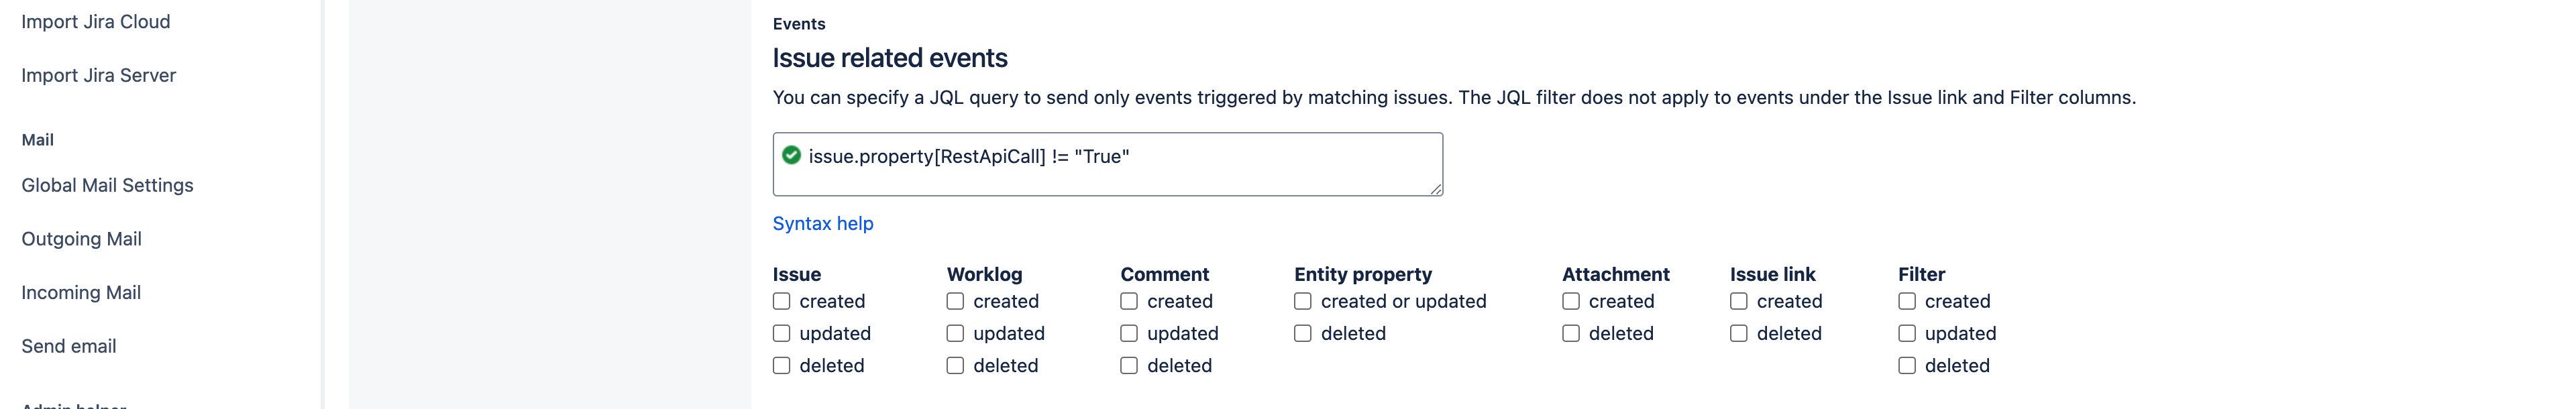 Import Jira Cloud
Import Jira Server
Mail
Global Mail Settings
Outgoing Mail
Incoming Mail
Send email
Events
Issue related events
You can specify a JQL query to send only events triggered by matching issues. The JQL filter does not apply to events under the Issue link and Filter columns.
issue.property[RestApiCall] != "True"
Syntax help
Issue
created
updated
deleted
Worklog
created
updated
deleted
Comment
created
updated
deleted
Entity property
created or updated
deleted
Attachment
created
deleted
Issue link
created
deleted
Filter
created
updated
deleted